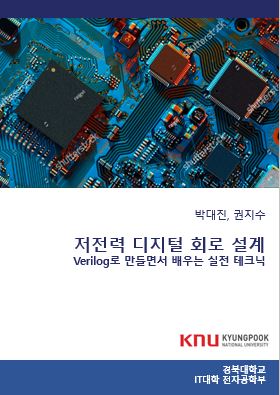 박대진, 권지수
저전력 디지털 회로 설계
Verilog로 만들면서 배우는 실전 테크닉
KNU KYUNGPOOK
NATIONAL UNIVERSITY
경북대학교
IT대학 전자공학부